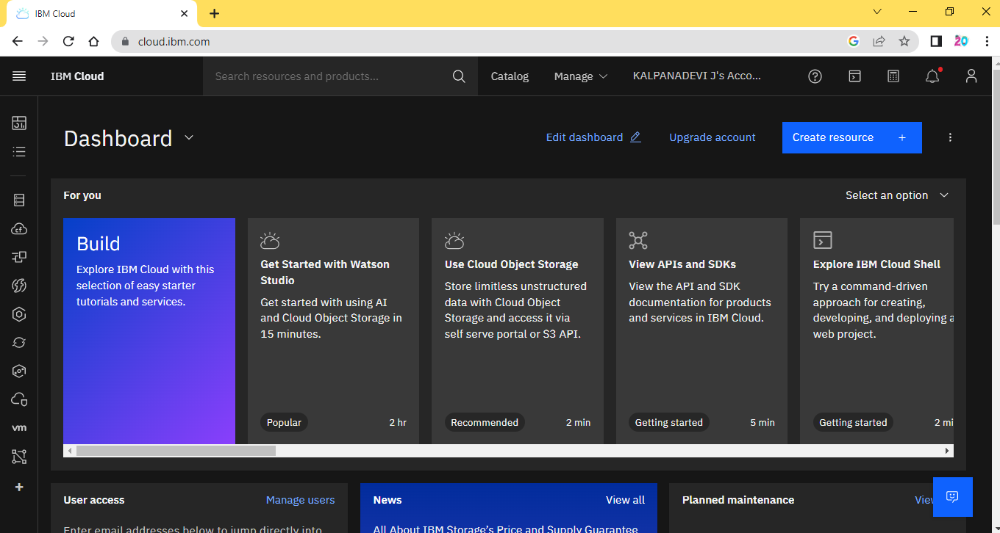 IBM Cloud
cloud.ibm.com
20
IBM Cloud
Search resources and products...
Catalog
Manage
KALPANADEVI J's Acco...
Dashboard
Edit dashboard
Upgrade account
Create resource +
For you
Select an option
Build
Explore IBM Cloud with this
selection of easy starter
tutorials and services.
Get Started with Watson
Studio
Get started with using AI
and Cloud Object Storage in
15 minutes.
Popular
2 hr
Use Cloud Object Storage
Store limitless unstructured
data with Cloud Object
Storage and access it via
self serve portal or S3 API.
Recommended
2 min
View APIs and SDKs
View the API and SDK
documentation for products
and services in IBM Cloud.
Getting started
5 min
Explore IBM Cloud Shell
Try a command-driven
approach for creating,
developing, and deploying a
web project.
Getting started
2 mi
cf
vm
User access
Manage users
Enter email addresses below to jump directly into
News
View all
All About IBM Storage's Price and Supply Guarantee
Planned maintenance
View